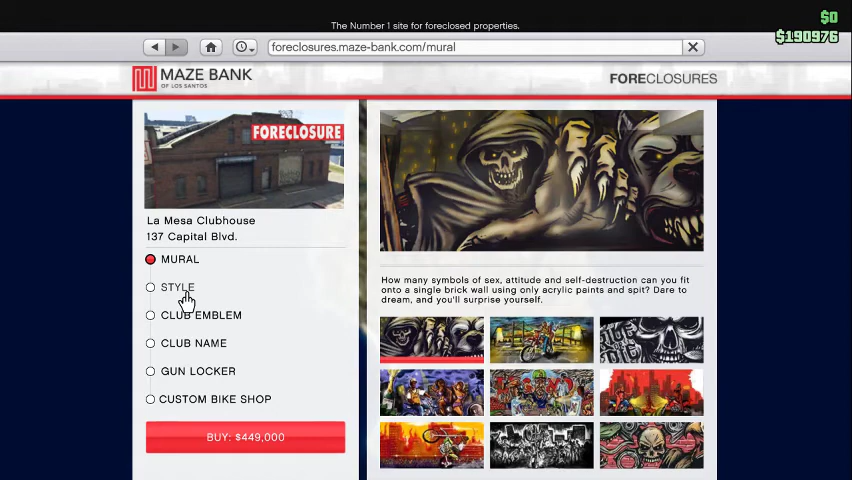 The Number 1 site for foreclosed properties.
$0
$190976
foreclosures.maze-bank.com/mural
MAZE BANK
OF LOS SANTOS
FORECLOSURES
FORECLOSURE
La Mesa Clubhouse
137 Capital Blvd.
MURAL
STYLE
CLUB EMBLEM
CLUB NAME
GUN LOCKER
CUSTOM BIKE SHOP
BUY: $449,000
How many symbols of sex, attitude and self-destruction can you fit
onto a single brick wall using only acrylic paints and spit? Dare to
dream, and you'll surprise yourself.
RIDE
OR
DIE